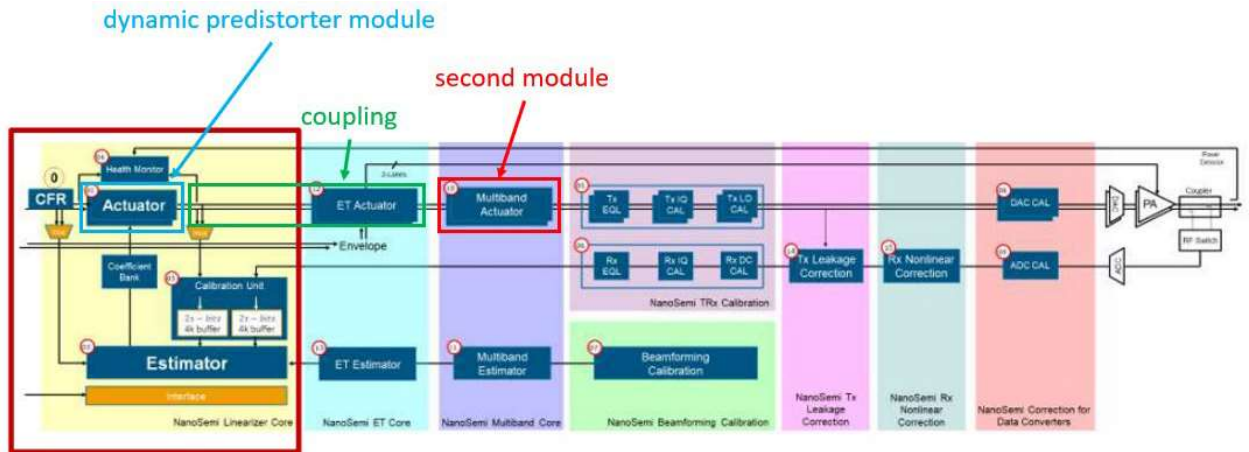 dynamic predistorter module
second module
coupling
Health Monitor
2-Lanes
Power
CFR
Actuator
ET Actuator
Multiband
Actuator
Tx
EQL
Tx IQ
CAL
Tx LO
CAL
DAC CAL
DAC
PA
Coupler
Envelope
RF Switch
Coefficient
Bank
Calibration Unit
4k buffer
4k buffer
Rx
EQL
Rx IQ
CAL
Rx DC
CAL
Tx Leakage
Correction
Rx Nonlinear
Correction
ADC CAL
ADC
NanoSemi TRx Calibration
Estimator
ET Estimator
Multiband
Estimator
Beamforming
Calibration
Interface
NanoSemi Linearizer Core
NanoSemi ET Core
NanoSemi Multiband Core
NanoSemi Beamforming Calibration
NanoSemi Tx
Leakage
Correction
NanoSemi Rx
Nonlinear
Correction
NanoSemi Correction for
Data Converters